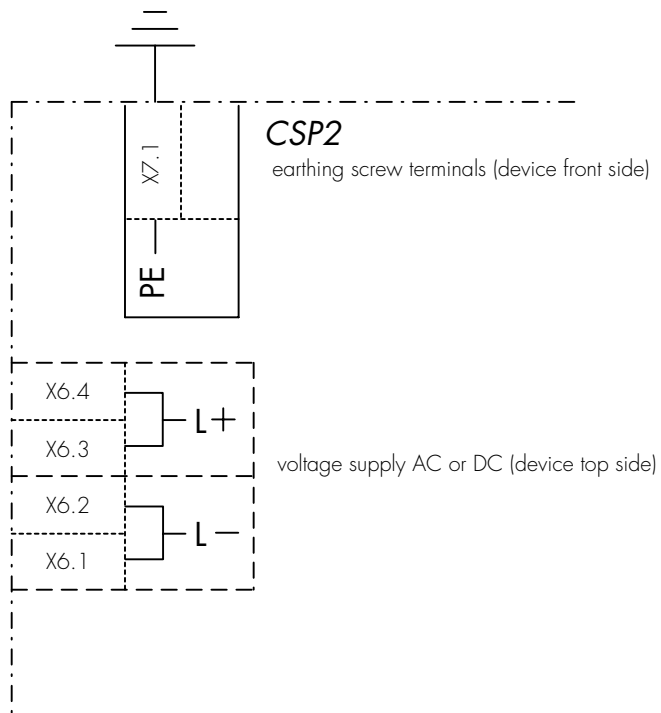 CSP2
X7.1
earthing screw terminals (device front side)
PE
X6.4
L+
X6.3
voltage supply AC or DC (device top side)
X6.2
L–
X6.1